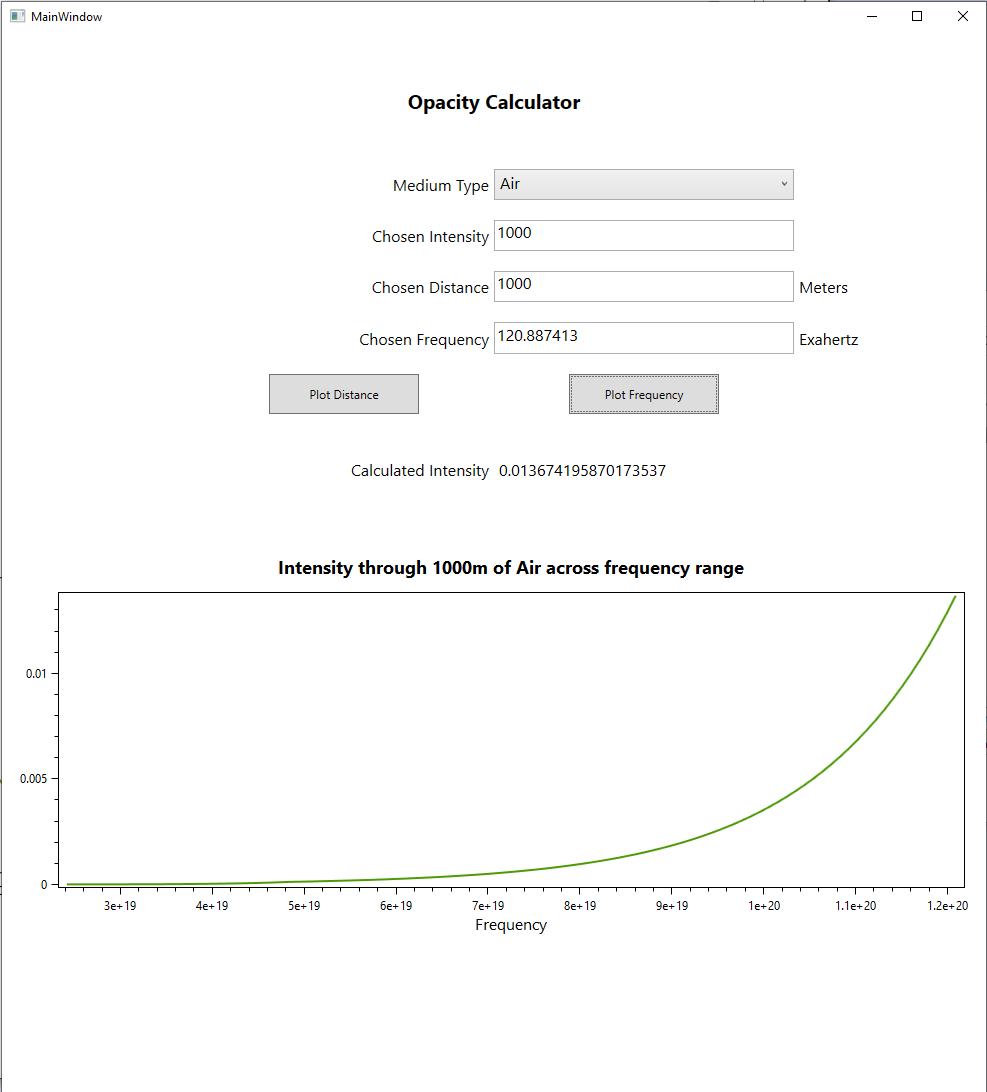 MainWindow
Opacity Calculator
Medium Type Air
Chosen Intensity 1000
Chosen Distance 1000 Meters
Chosen Frequency 120.887413 Exahertz
Plot Distance Plot Frequency
Calculated Intensity 0.013674195870173537
Intensity through 1000m of Air across frequency range
0.01
0.005
0
3e+19 4e+19 5e+19 6e+19 7e+19 8e+19 9e+19 1e+20 1.1e+20 1.2e+20
Frequency